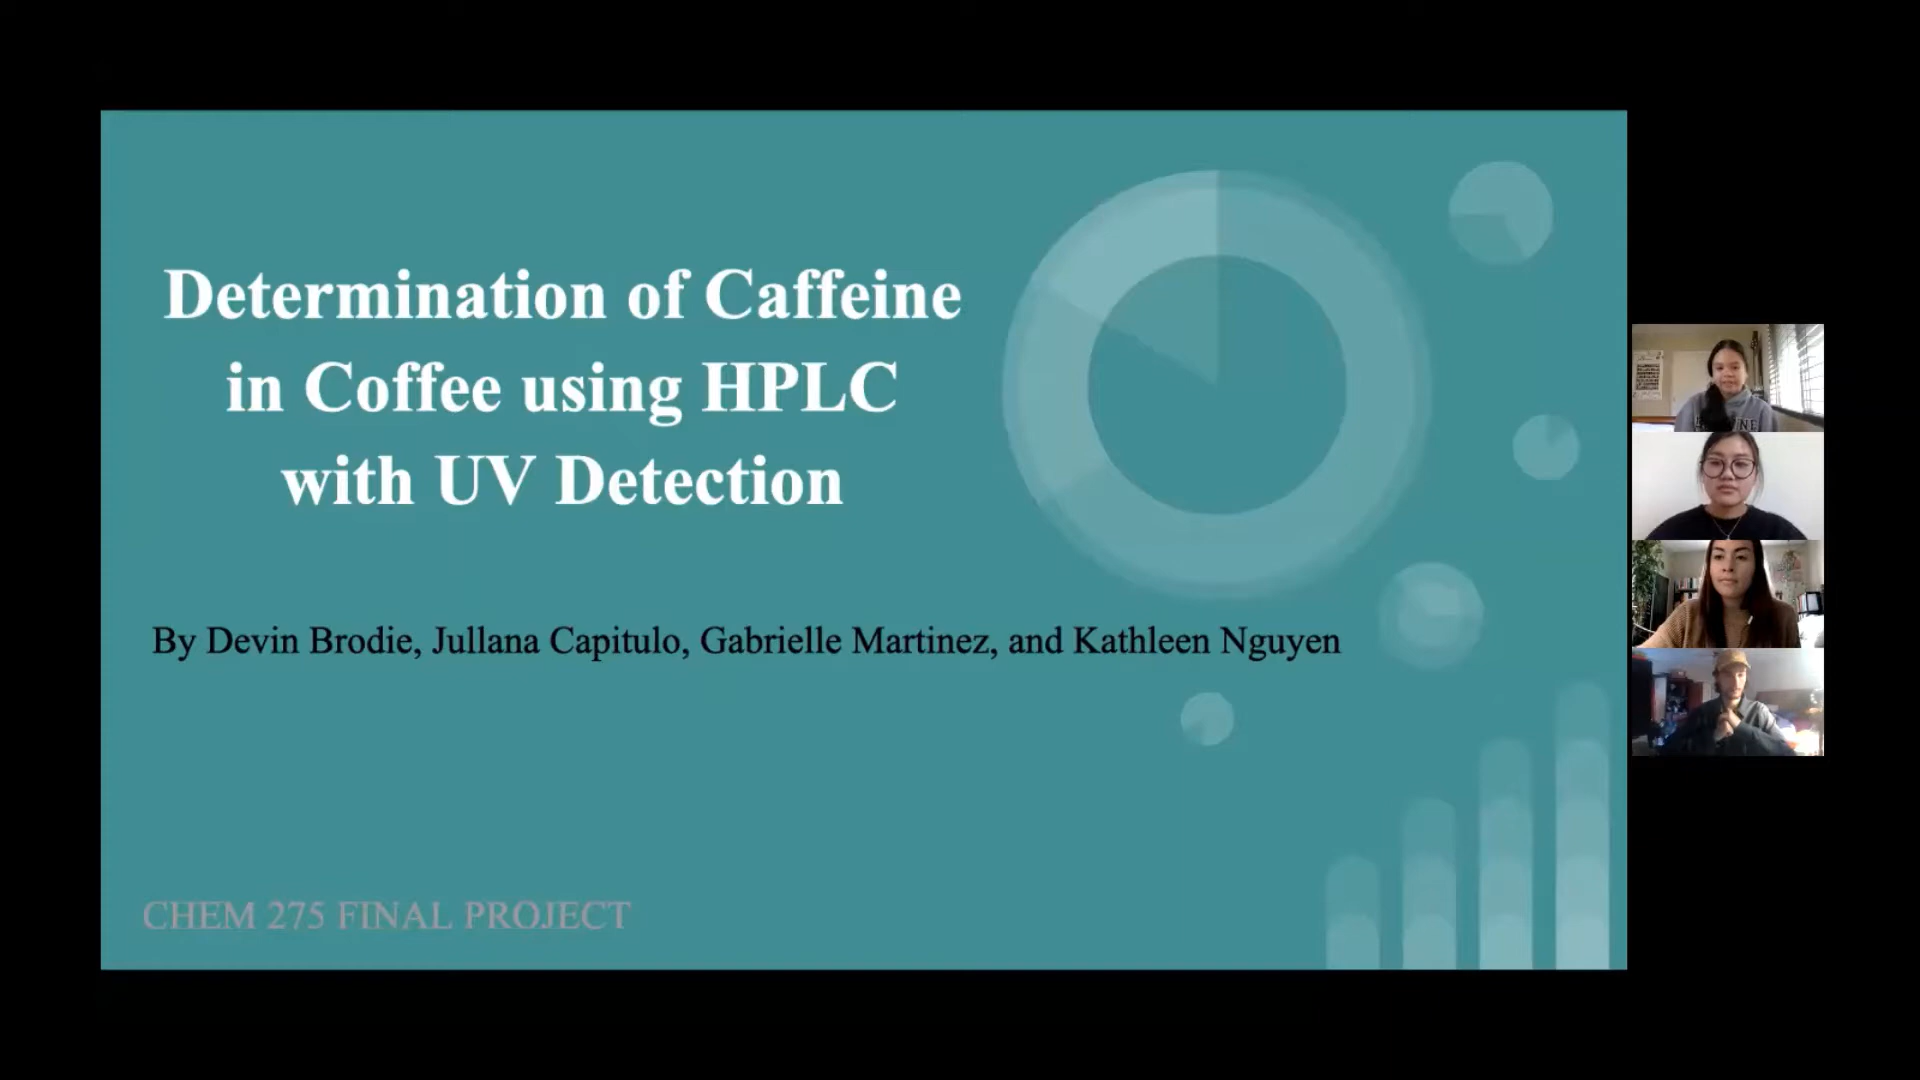 Determination of Caffeine
in Coffee using HPLC
with UV Detection
By Devin Brodie, Jullana Capitulo, Gabrielle Martinez, and Kathleen Nguyen
CHEM 275 FINAL PROJECT